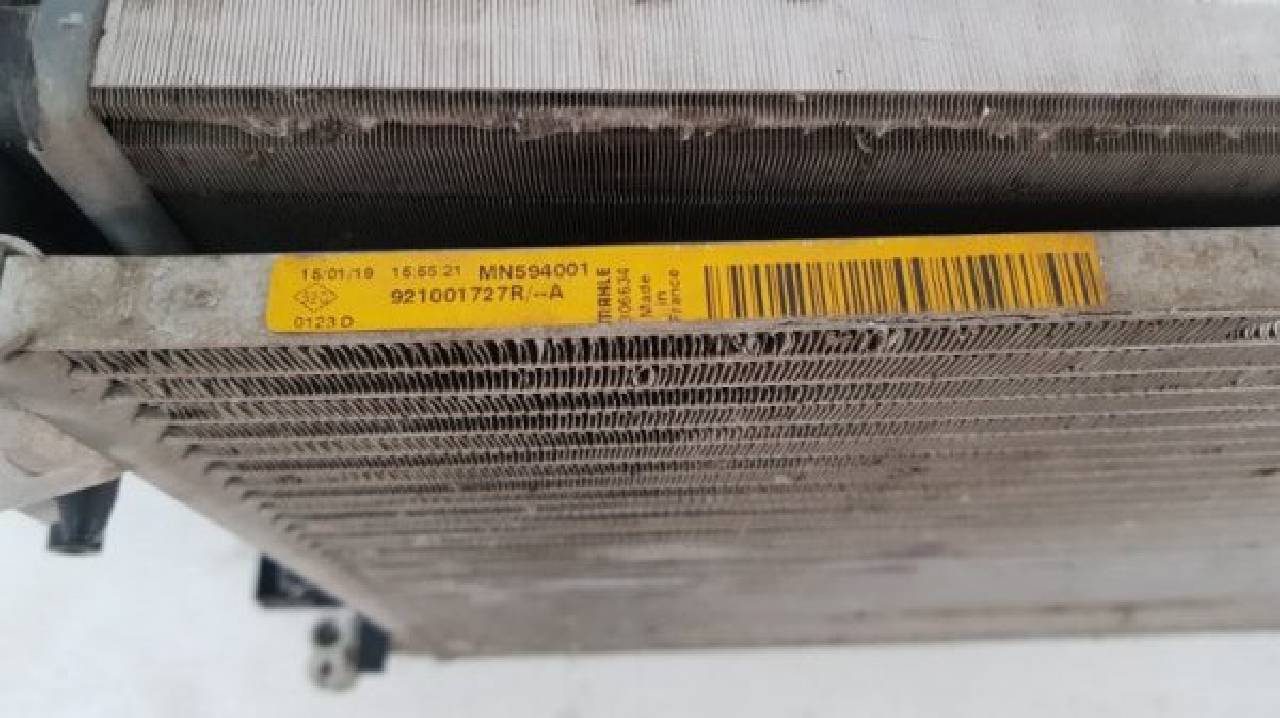 15/01/19 15:55:21 MN594001
921001727R/--A
0123 D
MAHLE
Made
in
France